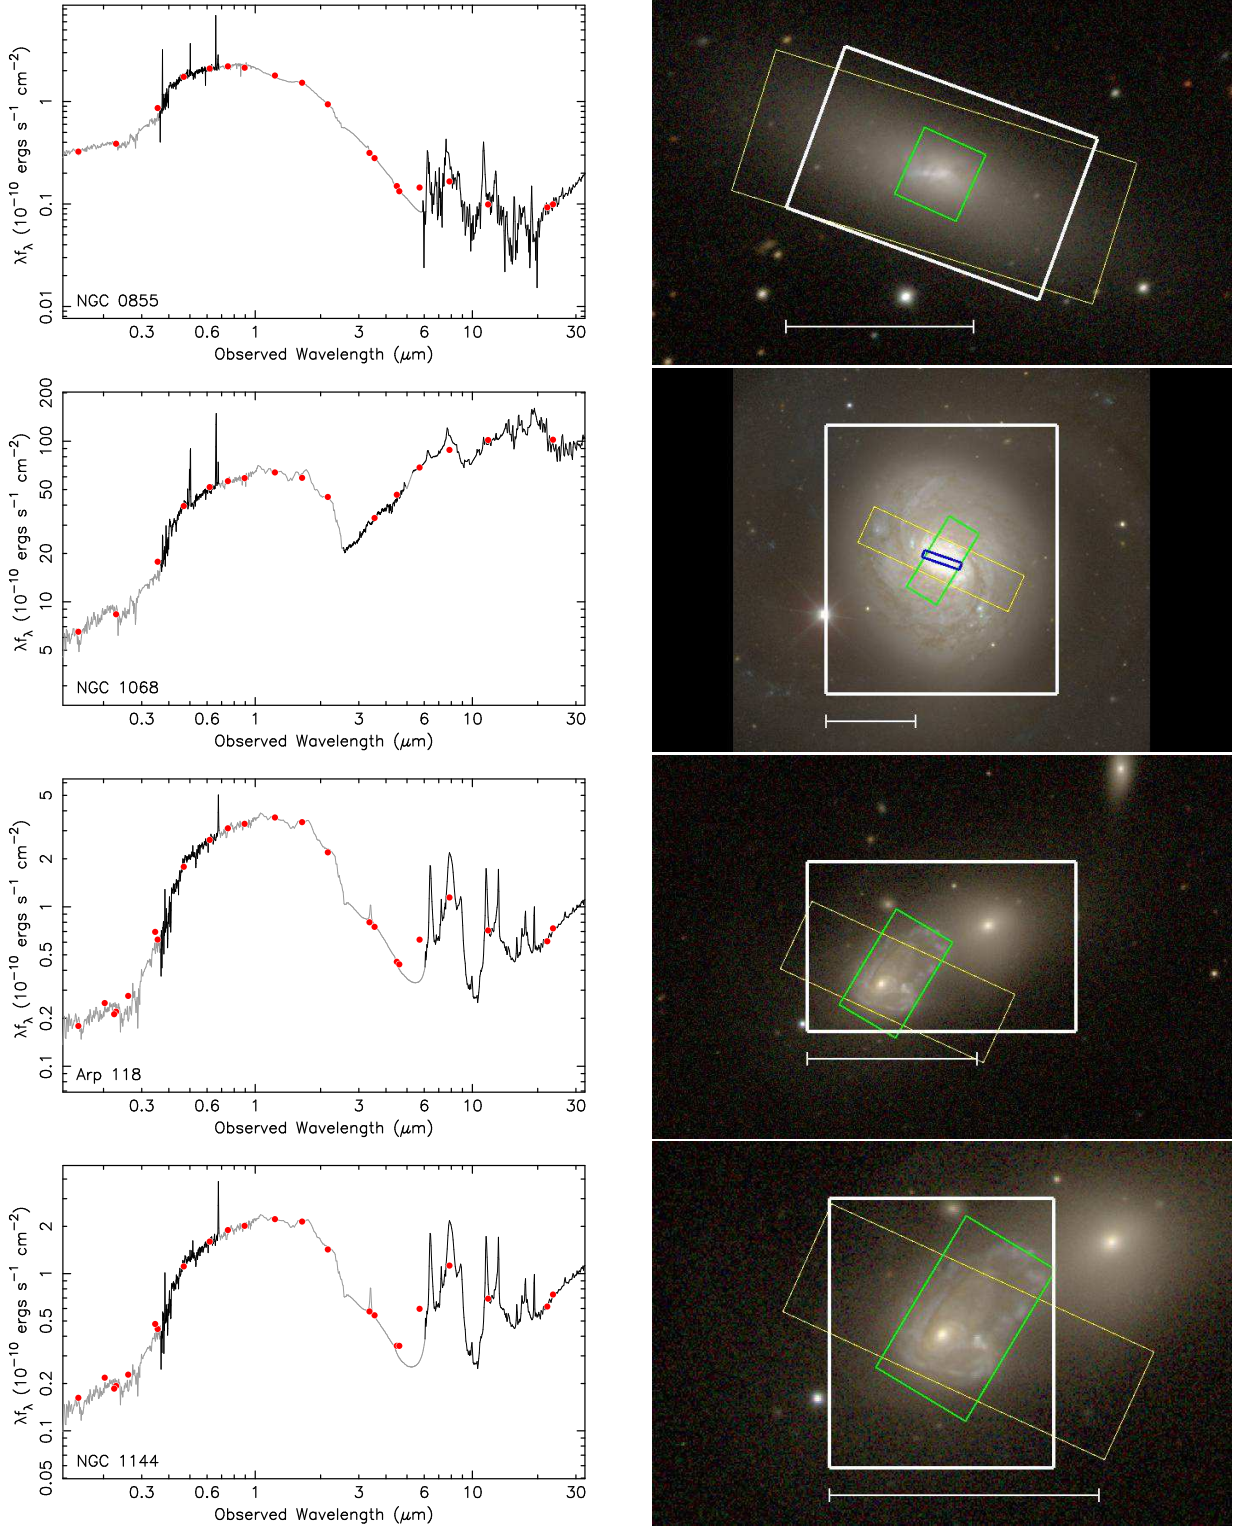 λfλ (10⁻¹⁰ ergs s⁻¹ cm⁻²)
1
0.1
0.01
NGC 0855
0.3 0.6 1 3 6 10 30
Observed Wavelength (μm)
λfλ (10⁻¹⁰ ergs s⁻¹ cm⁻²)
200
100
50
20
10
5
NGC 1068
0.3 0.6 1 3 6 10 30
Observed Wavelength (μm)
λfλ (10⁻¹⁰ ergs s⁻¹ cm⁻²)
5
2
1
0.5
0.2
0.1
Arp 118
0.3 0.6 1 3 6 10 30
Observed Wavelength (μm)
λfλ (10⁻¹⁰ ergs s⁻¹ cm⁻²)
2
1
0.5
0.2
0.1
0.05
NGC 1144
0.3 0.6 1 3 6 10 30
Observed Wavelength (μm)